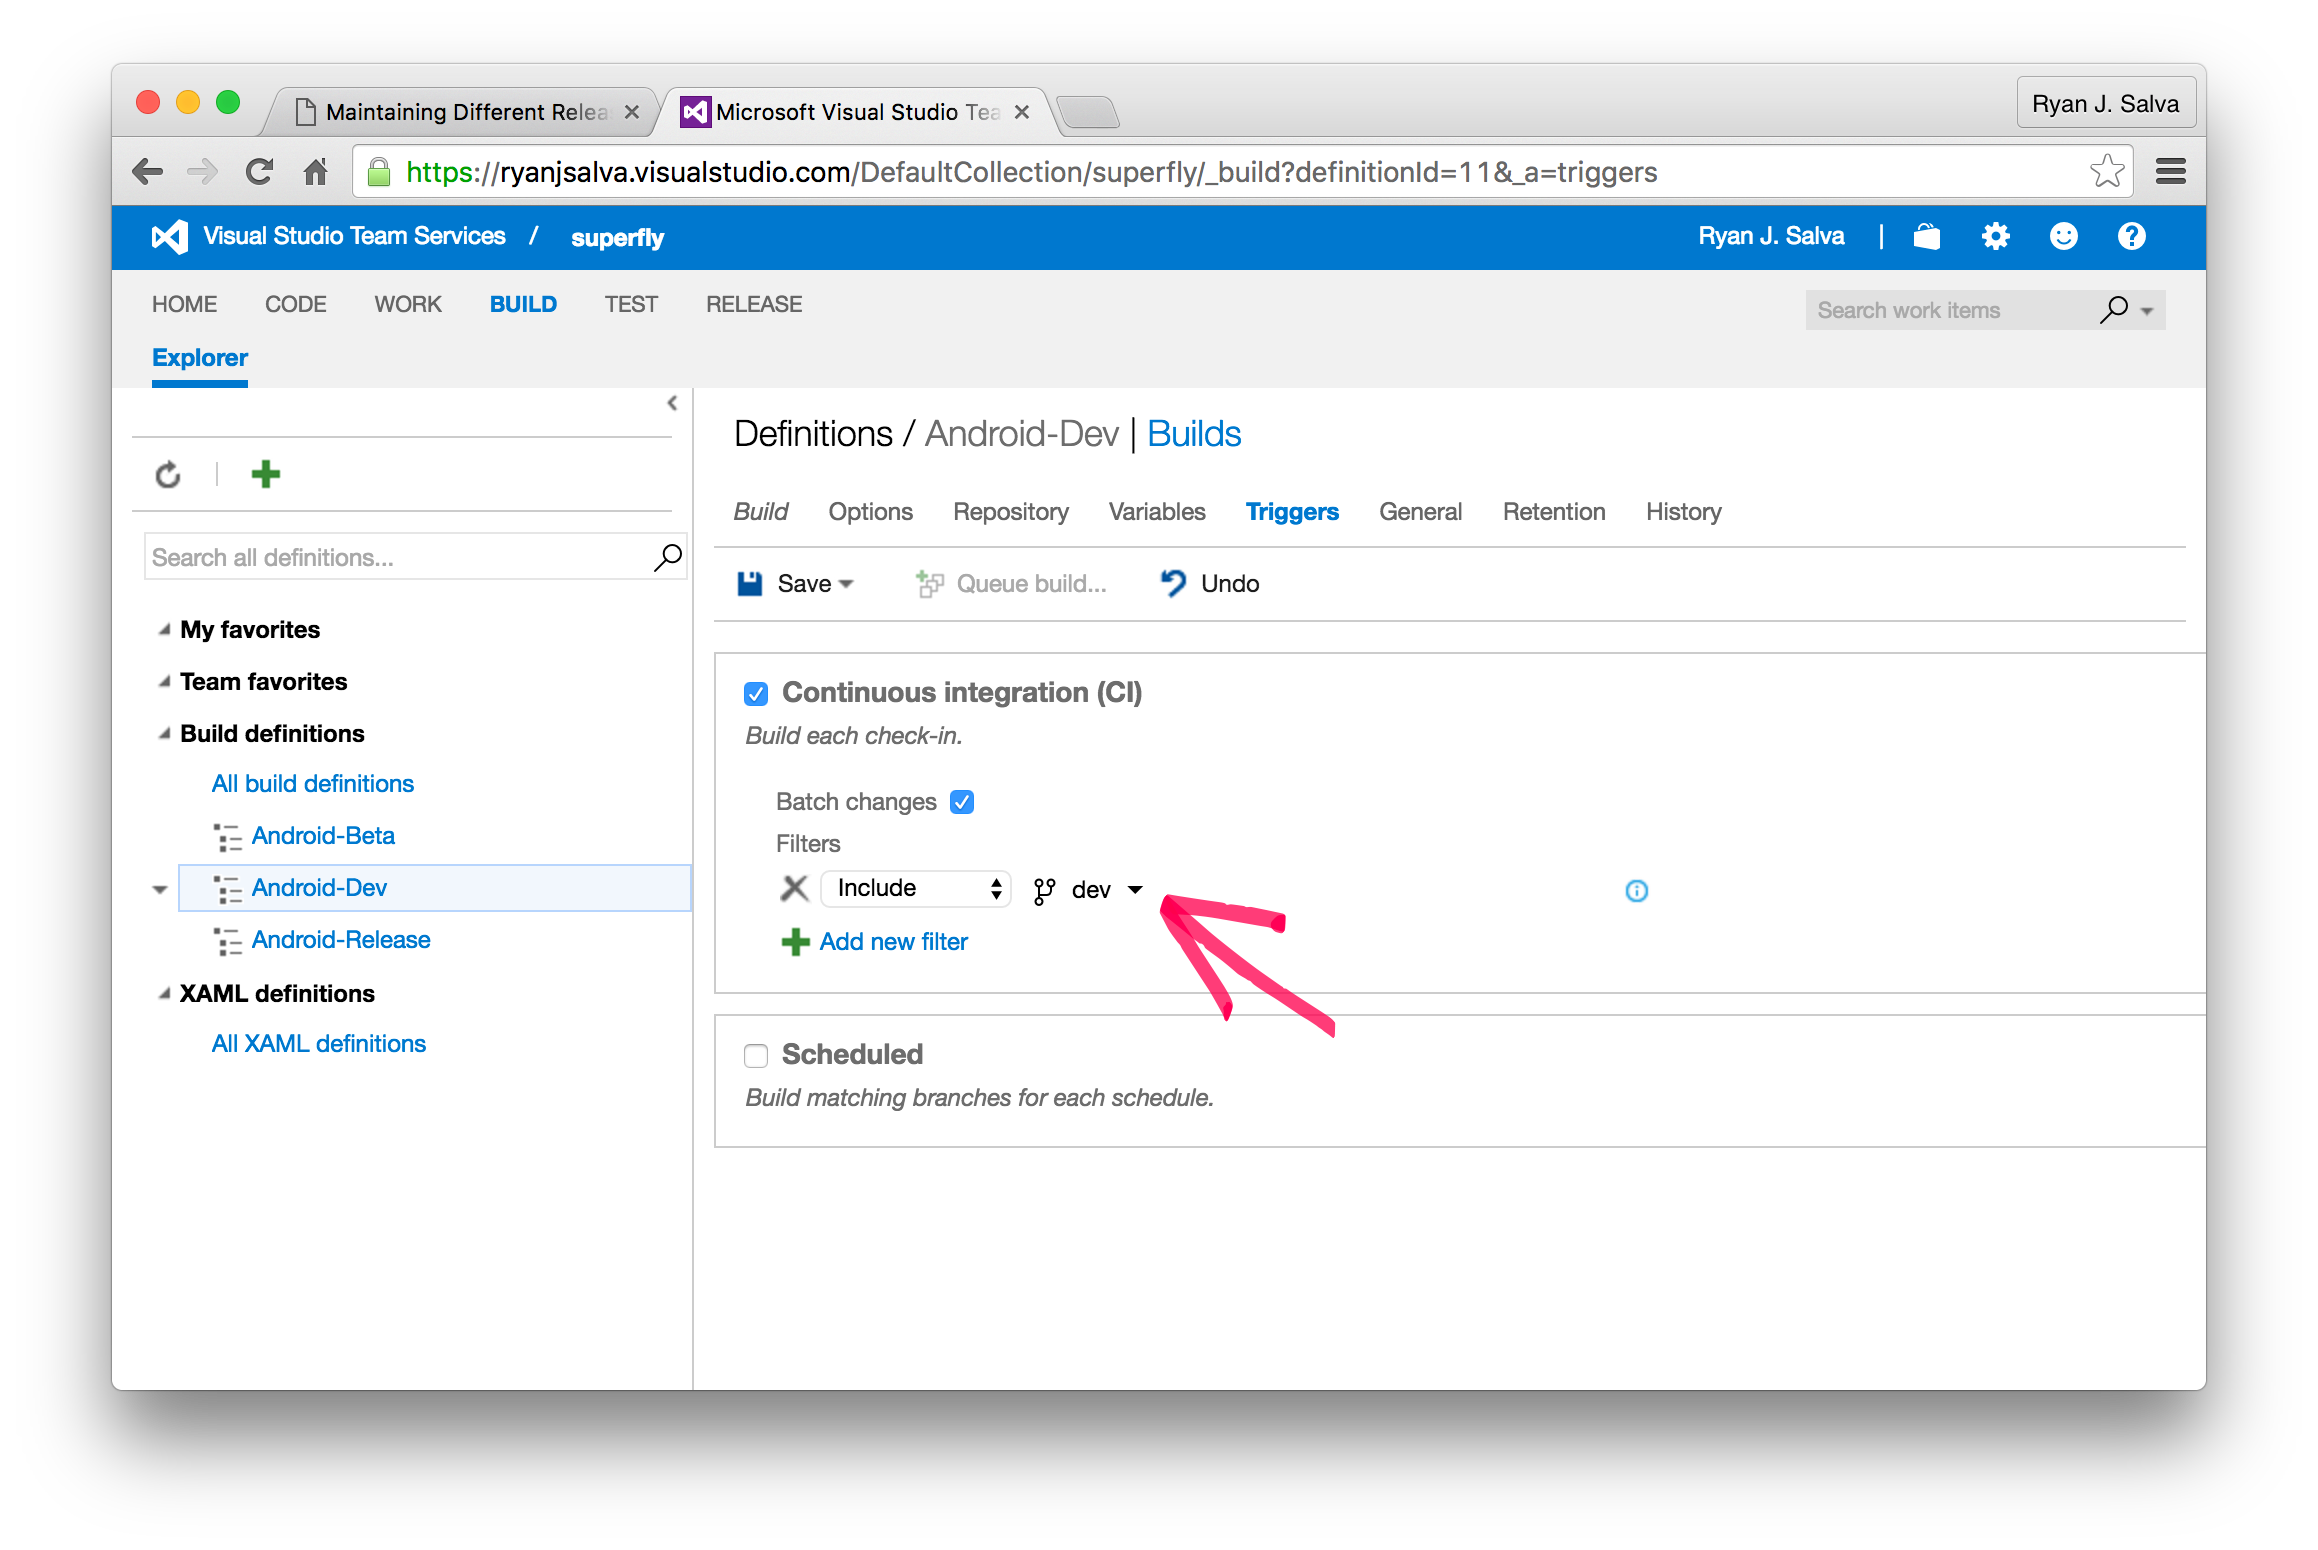 Maintaining Different Relea
Microsoft Visual Studio Tea
Ryan J. Salva
https://ryanjsalva.visualstudio.com/DefaultCollection/superfly/_build?definitionId=11&_a=triggers
Visual Studio Team Services / superfly
Ryan J. Salva |
HOME CODE WORK BUILD TEST RELEASE
Search work items
Explorer
Search all definitions...
My favorites
Team favorites
Build definitions
All build definitions
Android-Beta
Android-Dev
Android-Release
XAML definitions
All XAML definitions
Definitions / Android-Dev | Builds
Build Options Repository Variables Triggers General Retention History
Save Queue build... Undo
Continuous integration (CI)
Build each check-in.
Batch changes
Filters
Include dev
Add new filter
Scheduled
Build matching branches for each schedule.